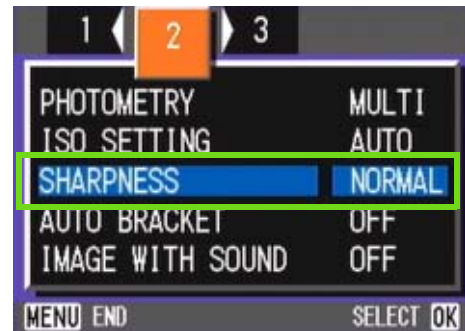 1 2 3
PHOTOMETRY MULTI
ISO SETTING AUTO
SHARPNESS NORMAL
AUTO BRACKET OFF
IMAGE WITH SOUND OFF
MENU END SELECT OK